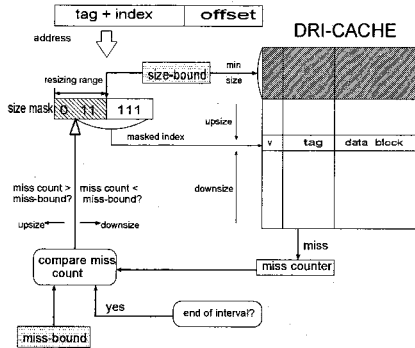 tag + index
offset
DRI-CACHE
address
resizing range
size-bound
min
size
size mask
0 11
111
masked index
upsize
v
tag
data block
downsize
miss count >
miss-bound?
miss count <
miss-bound?
upsize
downsize
miss
compare miss
count
miss counter
yes
end of interval?
miss-bound